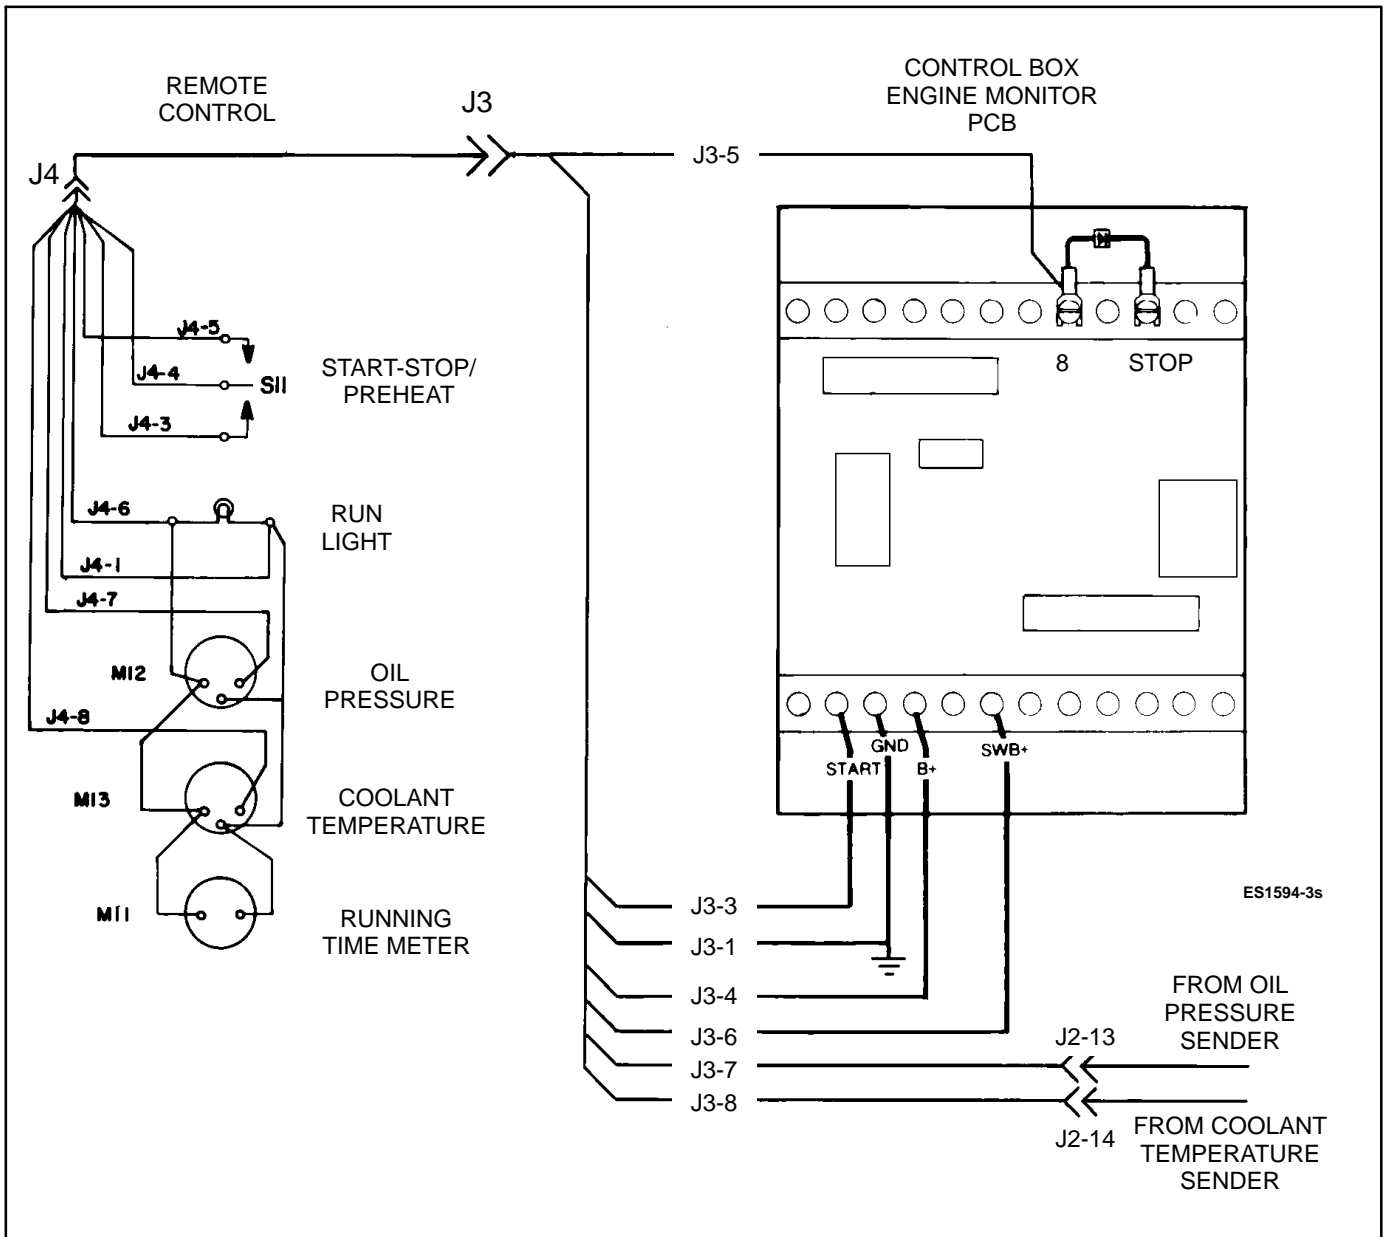 REMOTE
CONTROL
J3
CONTROL BOX
ENGINE MONITOR
PCB
J4
J3-5
J4-5
J4-4
S11
J4-3
START-STOP/
PREHEAT
8
STOP
J4-6
RUN
LIGHT
J4-1
J4-7
M12
OIL
PRESSURE
J4-8
M13
COOLANT
TEMPERATURE
M11
RUNNING
TIME METER
START
GND
B+
SWB+
ES1594-3s
J3-3
J3-1
J3-4
J3-6
J3-7
J3-8
J2-13
FROM OIL
PRESSURE
SENDER
J2-14
FROM COOLANT
TEMPERATURE
SENDER